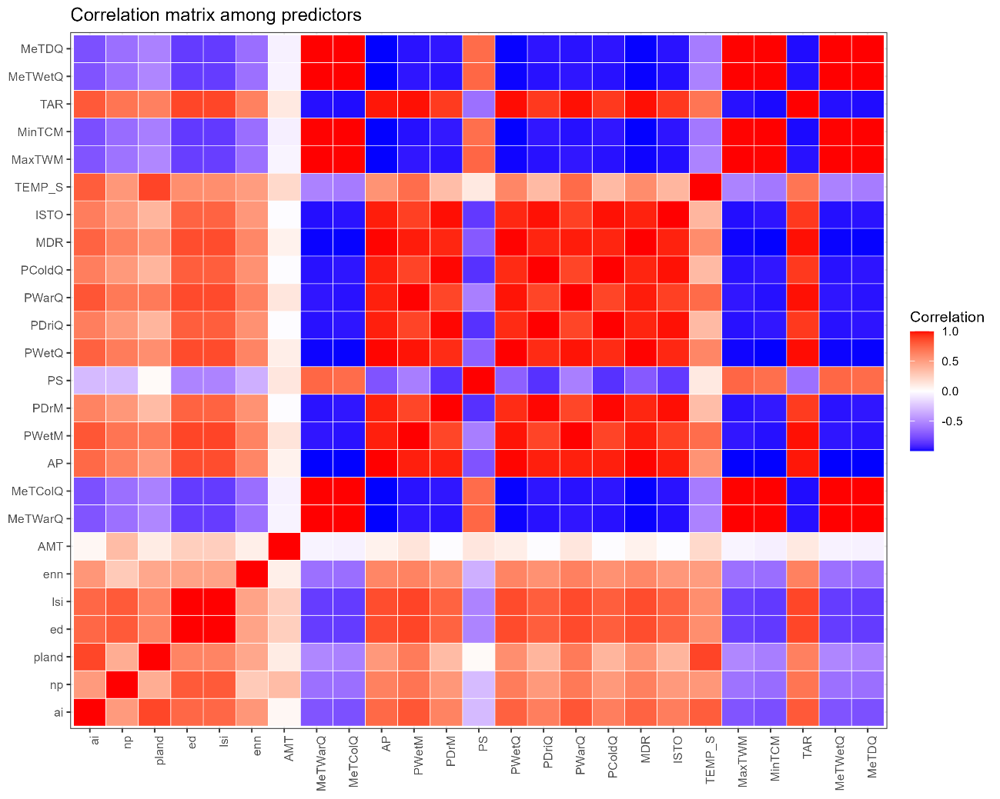 Correlation matrix among predictors
MeTDQ
MeTWetQ
TAR
MinTCM
MaxTWM
TEMP_S
ISTO
MDR
PColdQ
PWarQ
PDriQ
PWetQ
PS
PDrM
PWetM
AP
MeTColQ
MeTWarQ
AMT
enn
lsi
ed
pland
np
ai
ai
np
pland
ed
lsi
enn
AMT
MeTWarQ
MeTColQ
AP
PWetM
PDrM
PS
PWetQ
PDriQ
PWarQ
PColdQ
MDR
ISTO
TEMP_S
MaxTWM
MinTCM
TAR
MeTWetQ
MeTDQ
Correlation
1.0
0.5
0.0
-0.5